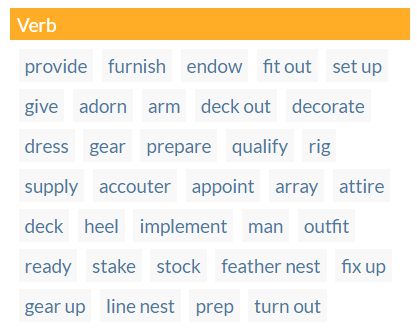 Verb
provide furnish endow fit out set up
give adorn arm deck out decorate
dress gear prepare qualify rig
supply accouter appoint array attire
deck heel implement man outfit
ready stake stock feather nest fix up
gear up line nest prep turn out